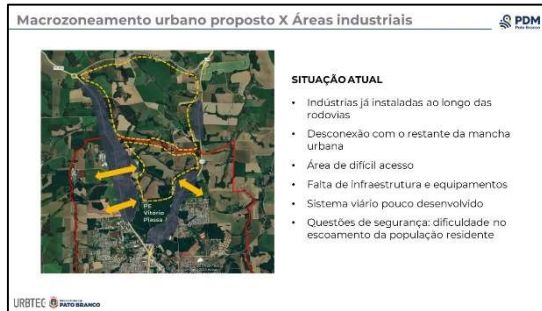 Macrozoneamento urbano proposto X Áreas industriais
PDM
Pato Branco
SITUAÇÃO ATUAL
• Indústrias já instaladas ao longo das
rodovias
• Desconexão com o restante da mancha
urbana
• Área de difícil acesso
• Falta de infraestrutura e equipamentos
• Sistema viário pouco desenvolvido
• Questões de segurança: dificuldade no
escoamento da população residente
PE
Vitório
Piassa
URBTEC
PATO BRANCO